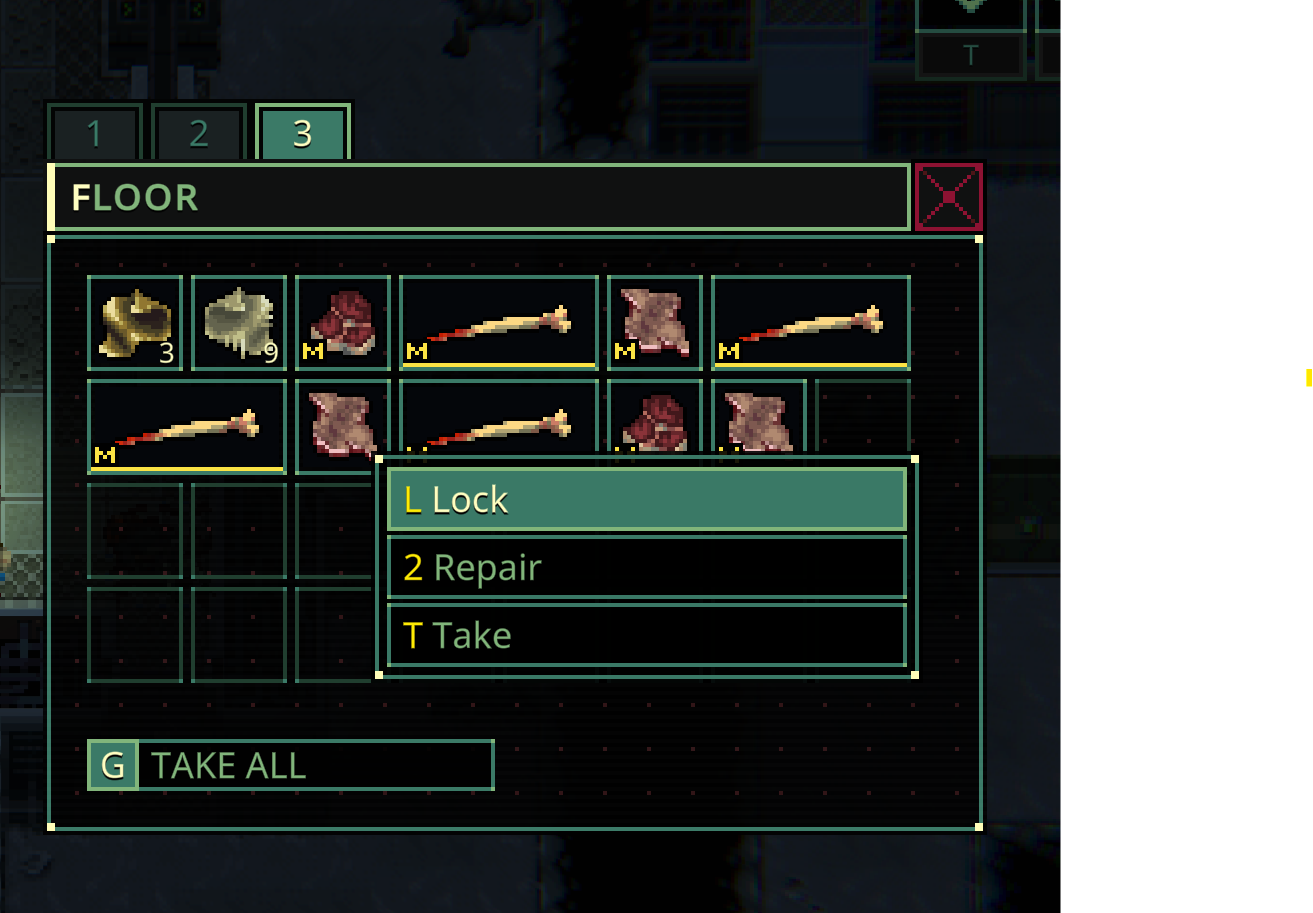 T
1 2 3
FLOOR
3 9 M M M M
M M
L Lock
2 Repair
T Take
G TAKE ALL